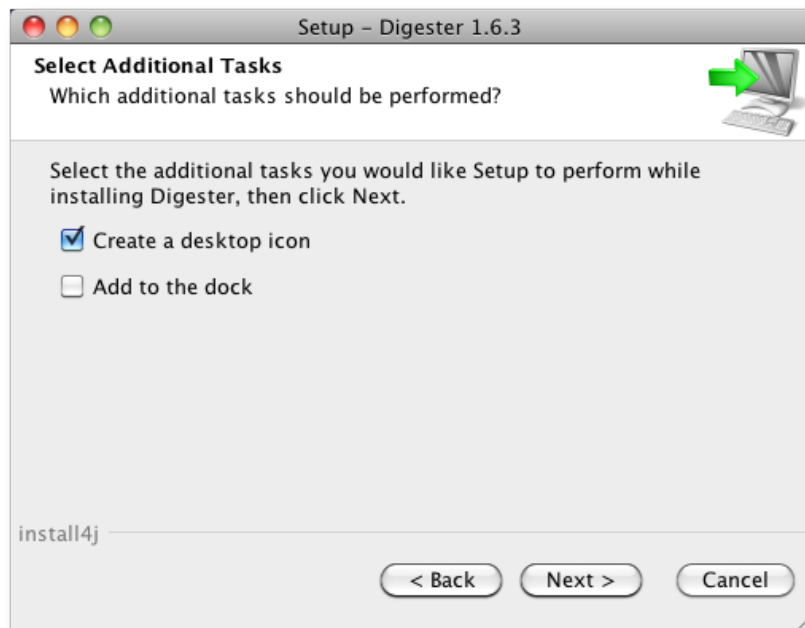 Setup – Digester 1.6.3
Select Additional Tasks
Which additional tasks should be performed?
Select the additional tasks you would like Setup to perform while
installing Digester, then click Next.
Create a desktop icon
Add to the dock
install4j
< Back Next > Cancel